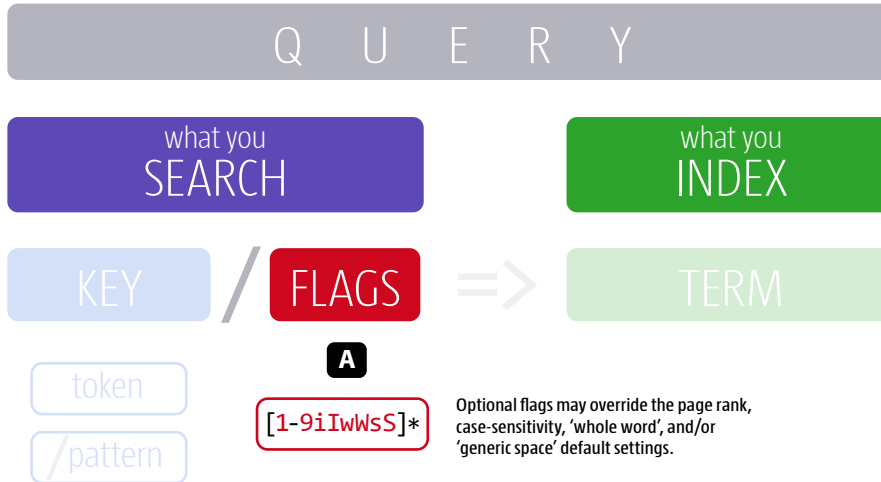 QUERY
what you
SEARCH
what you
INDEX
KEY / FLAGS => TERM
A
token
[1-9iIwWsS]*
/pattern
Optional flags may override the page rank,
case-sensitivity, ‘whole word’, and/or
‘generic space’ default settings.